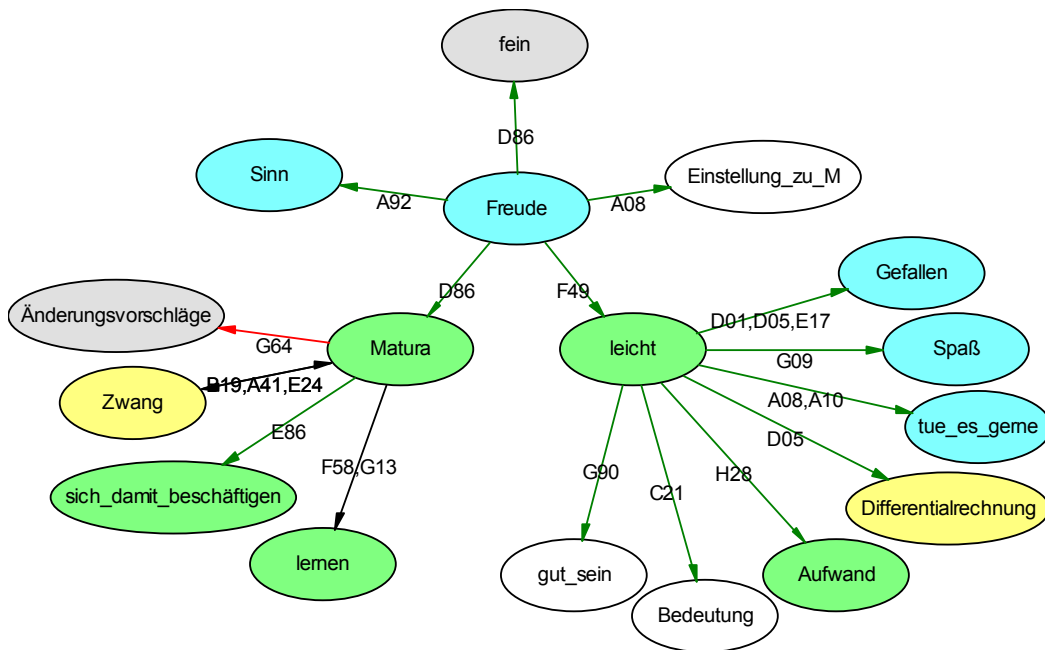 fein
D86
Sinn
Einstellung_zu_M
A92
Freude
A08
Gefallen
D86
F49
Änderungsvorschläge
D01,D05,E17
G64
Matura
leicht
Spaß
G09
Zwang
A41,E24
A08,A10
tue_es_gerne
E86
D05
F58,G13
G90
H28
C21
sich_damit_beschäftigen
Differentialrechnung
lernen
gut_sein
Aufwand
Bedeutung